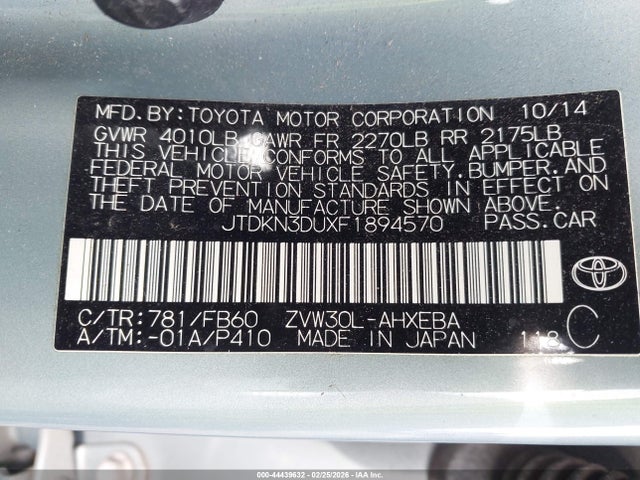 MFD.BY:TOYOTA MOTOR CORPORATION 10/14
GVWR 4010LB GAWR FR 2270LB RR 2175LB
THIS VEHICLE CONFORMS TO ALL APPLICABLE
FEDERAL MOTOR VEHICLE SAFETY,BUMPER,AND
THEFT PREVENTION STANDARDS IN EFFECT ON
THE DATE OF MANUFACTURE SHOWN ABOVE.
JTDKN3DUXF1894570 PASS.CAR
C/TR:781/FB60 ZVW30L-AHXEBA
A/TM:-01A/P410 MADE IN JAPAN 118 C
000-44439632 - 02/25/2026 - IAAI.COM